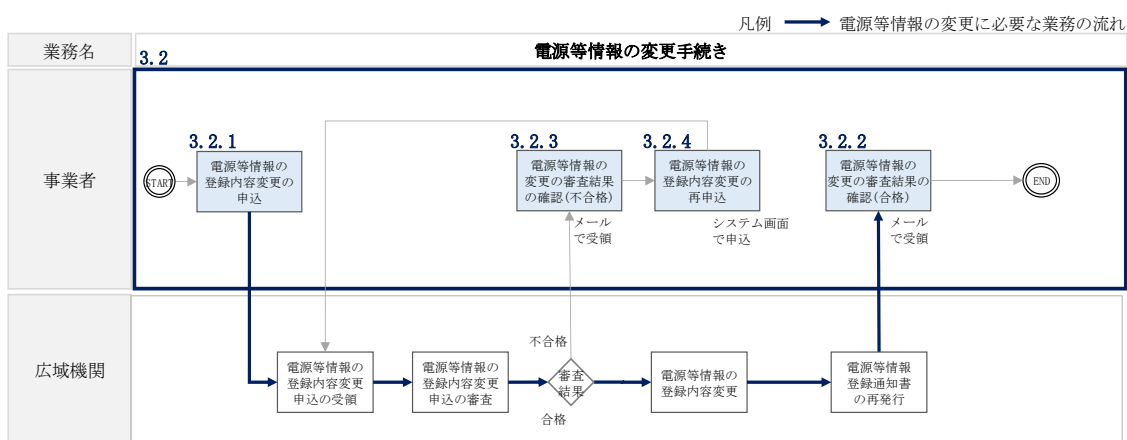 凡例 電源等情報の変更に必要な業務の流れ
業務名
3.2
電源等情報の変更手続き
事業者
START
3.2.1
電源等情報の
登録内容変更の
申込
3.2.3
電源等情報の
変更の審査結果
の確認(不合格)
メール
で受領
3.2.4
電源等情報の
登録内容変更の
再申込
システム画面
で申込
3.2.2
電源等情報の
変更の審査結果の
確認(合格)
メール
で受領
END
広域機関
電源等情報の
登録内容変更
申込の受領
電源等情報の
登録内容変更
申込の審査
不合格
審査
結果
合格
電源等情報の
登録内容変更
電源等情報
登録通知書
の再発行